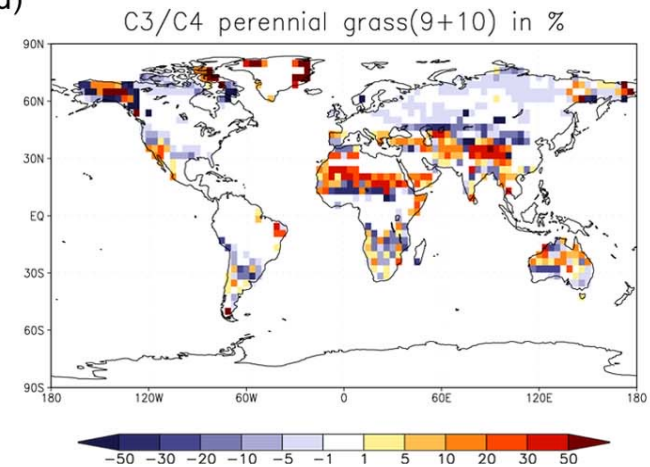 d)
C3/C4 perennial grass(9+10) in %
90N
60N
30N
EQ
30S
60S
90S
180 120W 60W 0 60E 120E 180
-50 -30 -20 -10 -5 -1 1 5 10 20 30 50